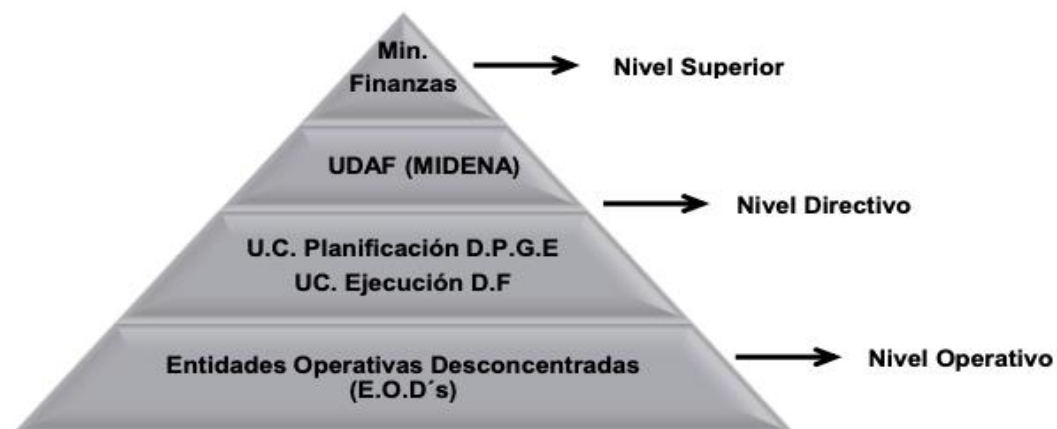 Min.
Finanzas
Nivel Superior
UDAF (MIDENA)
Nivel Directivo
U.C. Planificación D.P.G.E
UC. Ejecución D.F
Entidades Operativas Desconcentradas
(E.O.D´s)
Nivel Operativo